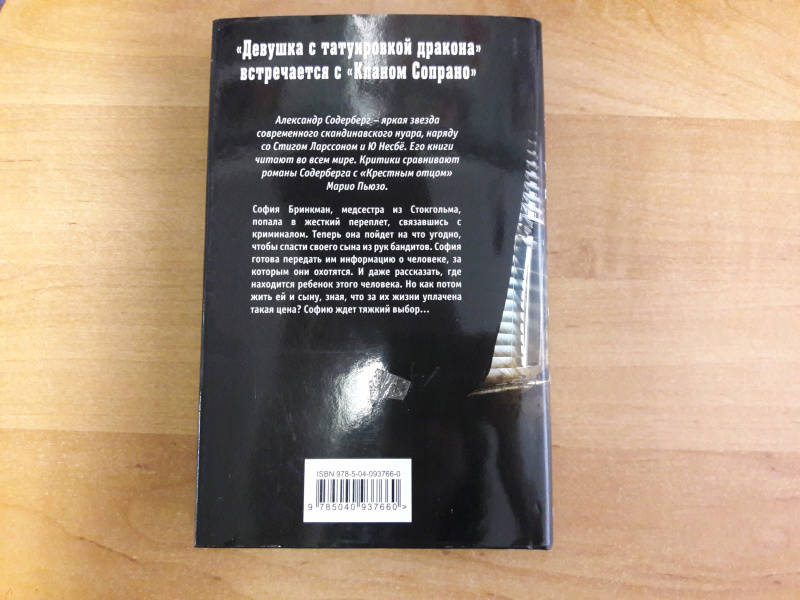 «Девушка с татуировкой дракона»
встречается с «Кланом Сопрано»
Александр Содерберг – яркая звезда
современного скандинавского нуара, наряду
со Стигом Ларссоном и Ю Несбё. Его книги
читают во всем мире. Критики сравнивают
романы Содерберга с «Крестным отцом»
Марио Пьюзо.
София Бринкман, медсестра из Стокгольма,
попала в жесткий переплет, связавшись с
криминалом. Теперь она пойдет на что угодно,
чтобы спасти своего сына из рук бандитов. София
готова передать им информацию о человеке, за
которым они охотятся. И даже рассказать, где
находится ребенок этого человека. Но как потом
жить ей и сыну, зная, что за их жизни уплачена
такая цена? Софию ждет тяжкий выбор...
ISBN 978-5-04-093766-0
9 785040 937660 >